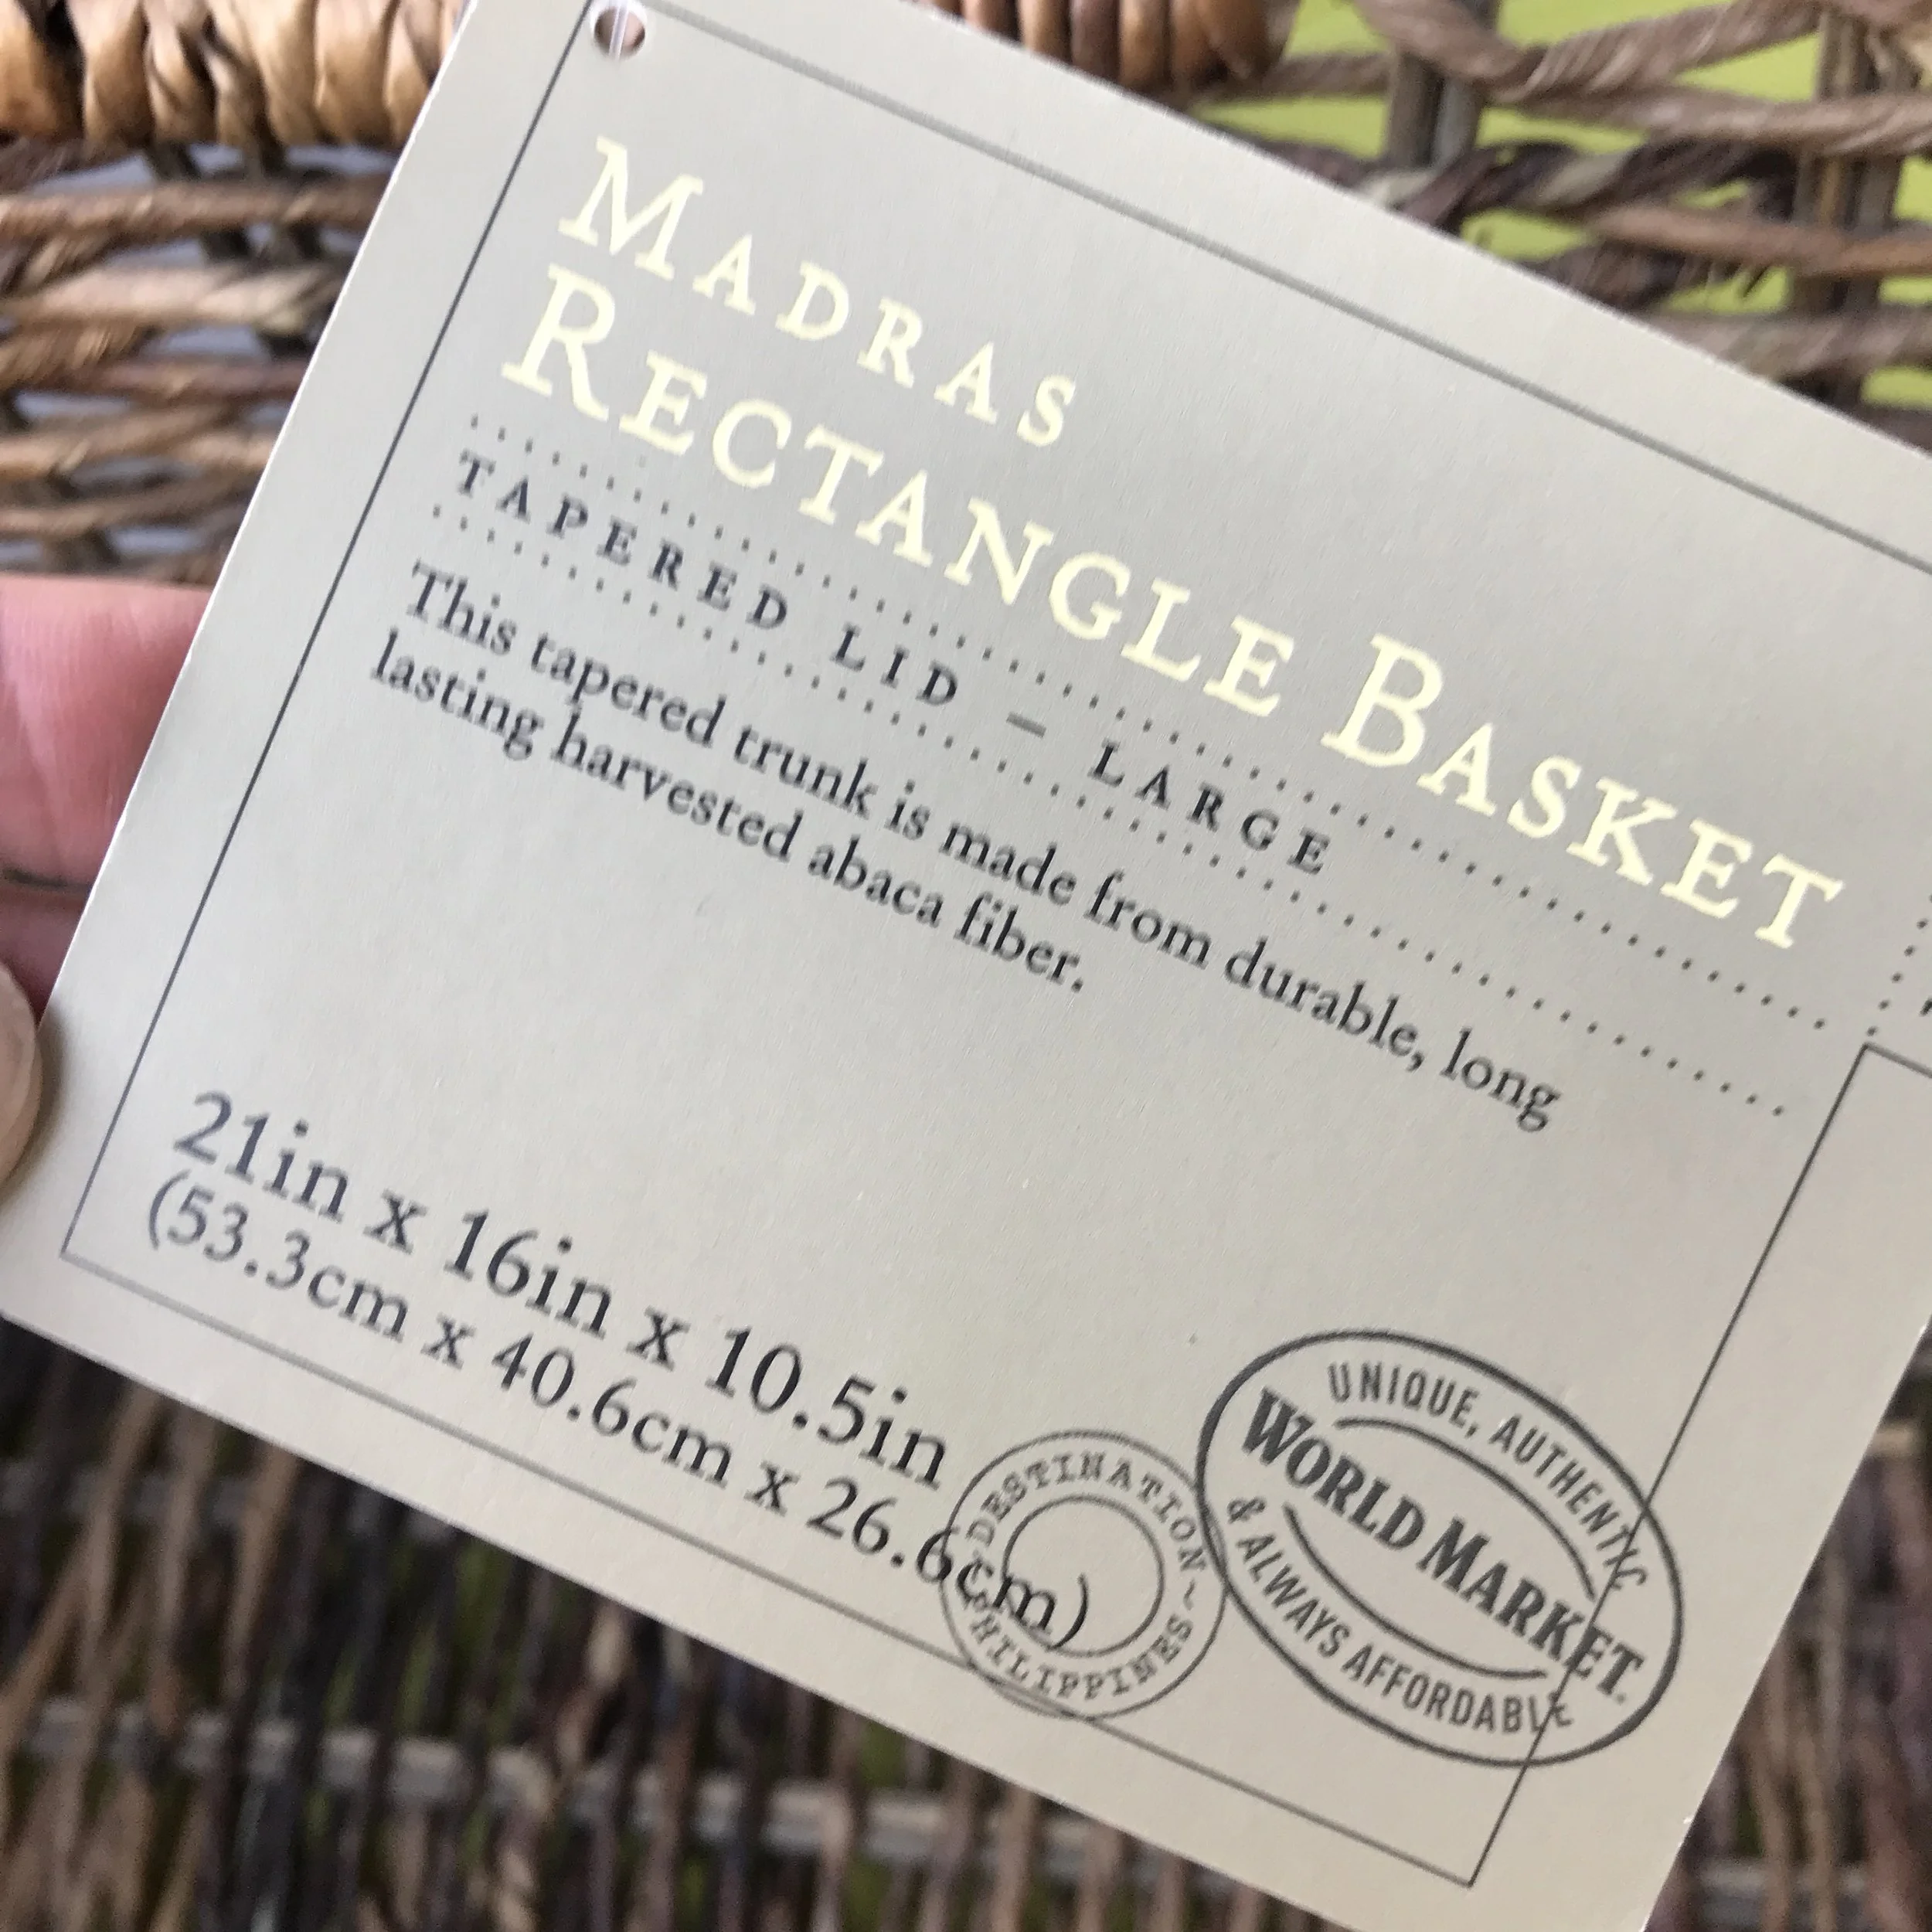 MADRAS
RECTANGLE BASKET
TAPERED LID – LARGE
This tapered trunk is made from durable, long
lasting harvested abaca fiber.
21in x 16in x 10.5in
(53.3cm x 40.6cm x 26.6cm)
DESTINATION
~ PHILIPPINES ~
UNIQUE, AUTHENTIC
WORLD MARKET.
& ALWAYS AFFORDABLE